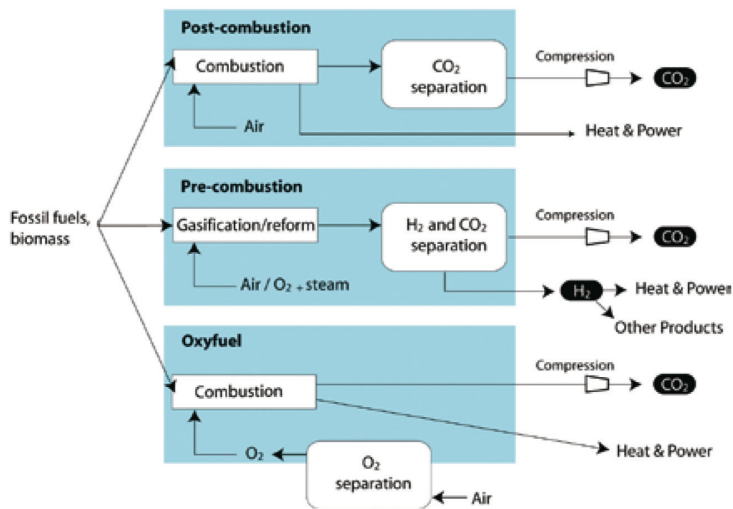 Post-combustion
Combustion
CO₂
separation
Compression
CO₂
Air
Heat & Power
Pre-combustion
Fossil fuels,
biomass
Gasification/reform
H₂ and CO₂
separation
Compression
CO₂
Air / O₂ + steam
H₂
Heat & Power
Other Products
Oxyfuel
Combustion
Compression
CO₂
O₂
O₂
separation
Heat & Power
Air